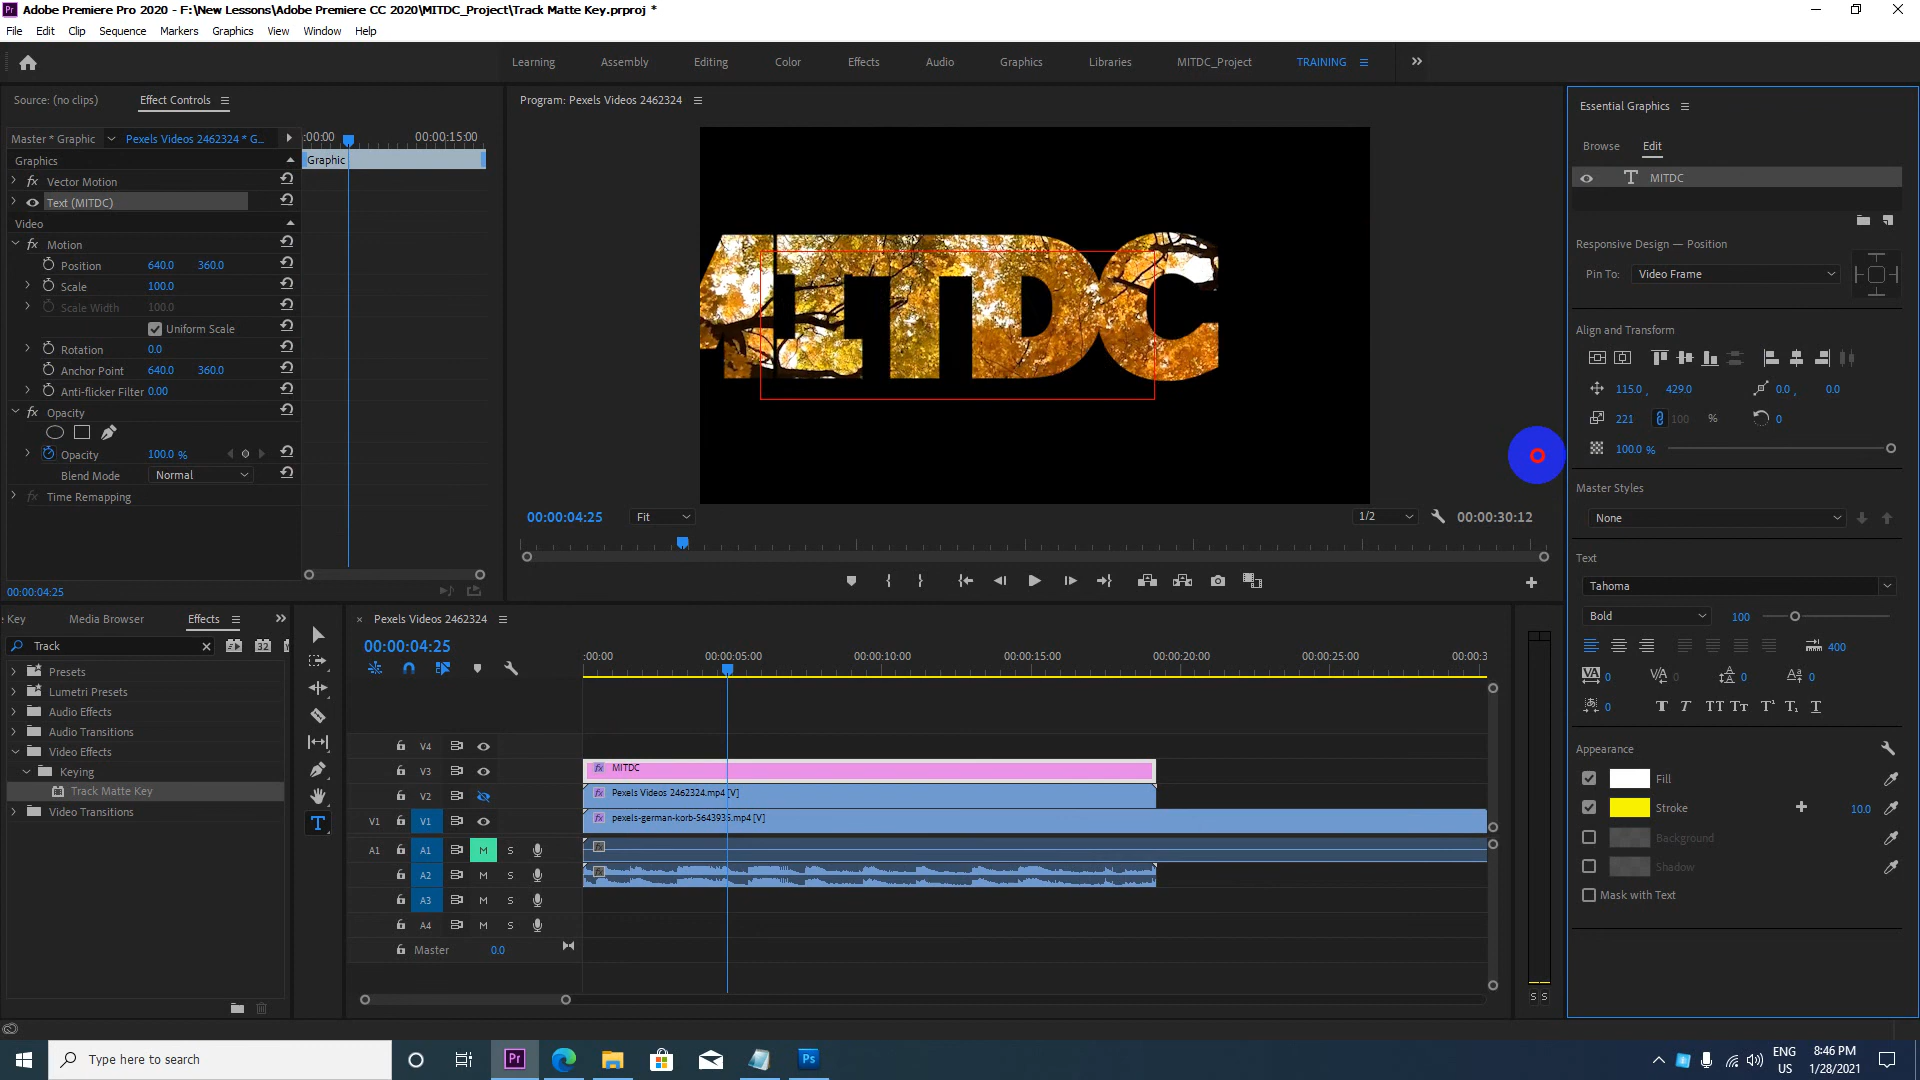 Adobe Premiere Pro 2020 - F:\New Lessons\Adobe Premiere CC 2020\MITDC_Project\Track Matte Key.prproj *
File Edit Clip Sequence Markers Graphics View Window Help
Learning Assembly Editing Color Effects Audio Graphics Libraries MITDC_Project TRAINING
Source: (no clips) Effect Controls
Program: Pexels Videos 2462324
Essential Graphics
Master * Graphic Pexels Videos 2462324 * G... :00:00 00:00:15:00
Browse Edit
Graphics Graphic
Vector Motion
Text (MITDC)
Video
Motion
Position 640.0 360.0
Scale 100.0
Scale Width 100.0
Uniform Scale
Rotation 0.0
Anchor Point 640.0 360.0
Anti-flicker Filter 0.00
Opacity
Opacity 100.0 %
Blend Mode Normal
Time Remapping
00:00:04:25
MITDC
00:00:04:25 Fit 1/2 00:00:30:12
MITDC
Responsive Design — Position
Pin To: Video Frame
Align and Transform
115.0 , 429.0 0.0 , 0.0
221 100 % 0
100.0 %
Master Styles
None
Text
Tahoma
Bold 100
400
0 0 0 0
0
Appearance
Fill
Stroke 10.0
Background
Shadow
Mask with Text
Key Media Browser Effects
Track
Presets
Lumetri Presets
Audio Effects
Audio Transitions
Video Effects
Keying
Track Matte Key
Video Transitions
Pexels Videos 2462324
00:00:04:25
:00:00 00:00:05:00 00:00:10:00 00:00:15:00 00:00:20:00 00:00:25:00 00:00:3
V4
V3 MITDC
V2 Pexels Videos 2462324.mp4 [V]
V1 V1 pexels-german-korb-5643935.mp4 [V]
A1 A1 M S
A2 M S
A3 M S
A4 M S
Master 0.0
S S
Type here to search
ENG
US
8:46 PM
1/28/2021